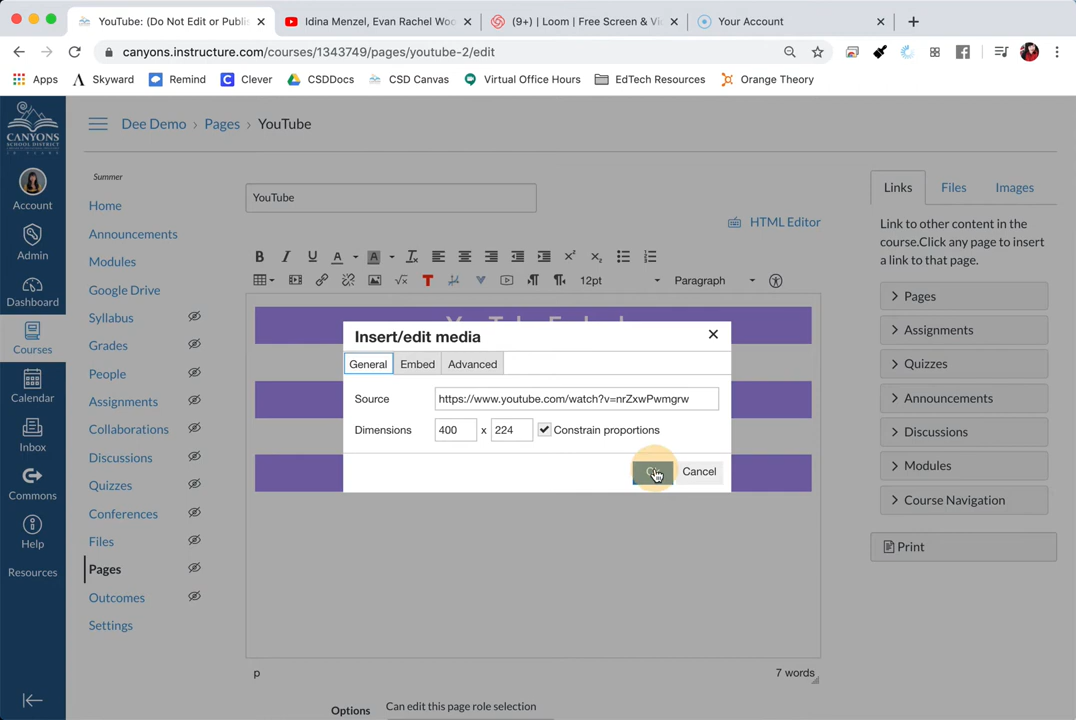 YouTube: (Do Not Edit or Publis
Idina Menzel, Evan Rachel Woo
(9+) | Loom | Free Screen & Vi
Your Account
canyons.instructure.com/courses/1343749/pages/youtube-2/edit
Apps
Skyward
Remind
Clever
CSDDocs
CSD Canvas
Virtual Office Hours
EdTech Resources
Orange Theory
CANYONS
SCHOOL DISTRICT
Account
Admin
Dashboard
Courses
Calendar
Inbox
Commons
Help
Resources
Dee Demo › Pages › YouTube
Summer
Home
Announcements
Modules
Google Drive
Syllabus
Grades
People
Assignments
Collaborations
Discussions
Quizzes
Conferences
Files
Pages
Outcomes
Settings
YouTube
HTML Editor
12pt
Paragraph
Insert/edit media
General
Embed
Advanced
Source
https://www.youtube.com/watch?v=nrZxwPwmgrw
Dimensions
400 x 224
Constrain proportions
Cancel
p
7 words
Options
Can edit this page role selection
Links
Files
Images
Link to other content in the
course.Click any page to insert
a link to that page.
Pages
Assignments
Quizzes
Announcements
Discussions
Modules
Course Navigation
Print